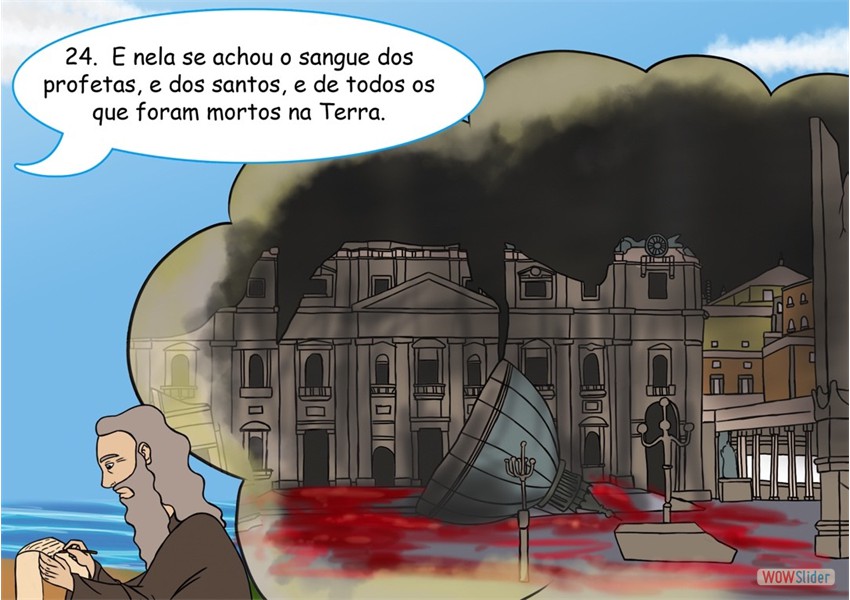 24. E nela se achou o sangue dos
profetas, e dos santos, e de todos os
que foram mortos na Terra.
WOWSlider